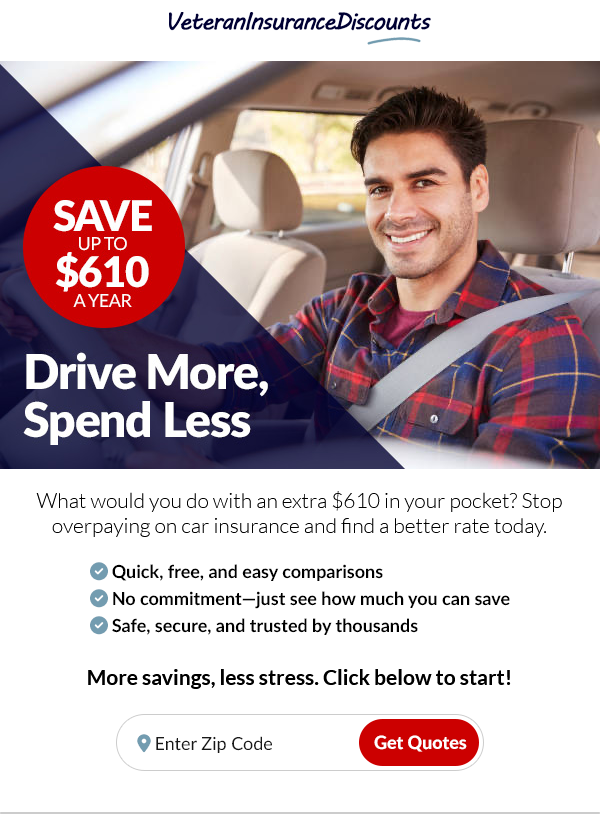 VeteranInsuranceDiscounts
SAVE
UP TO
$610
A YEAR
Drive More,
Spend Less
What would you do with an extra $610 in your pocket? Stop
overpaying on car insurance and find a better rate today.
Quick, free, and easy comparisons
No commitment—just see how much you can save
Safe, secure, and trusted by thousands
More savings, less stress. Click below to start!
Enter Zip Code
Get Quotes